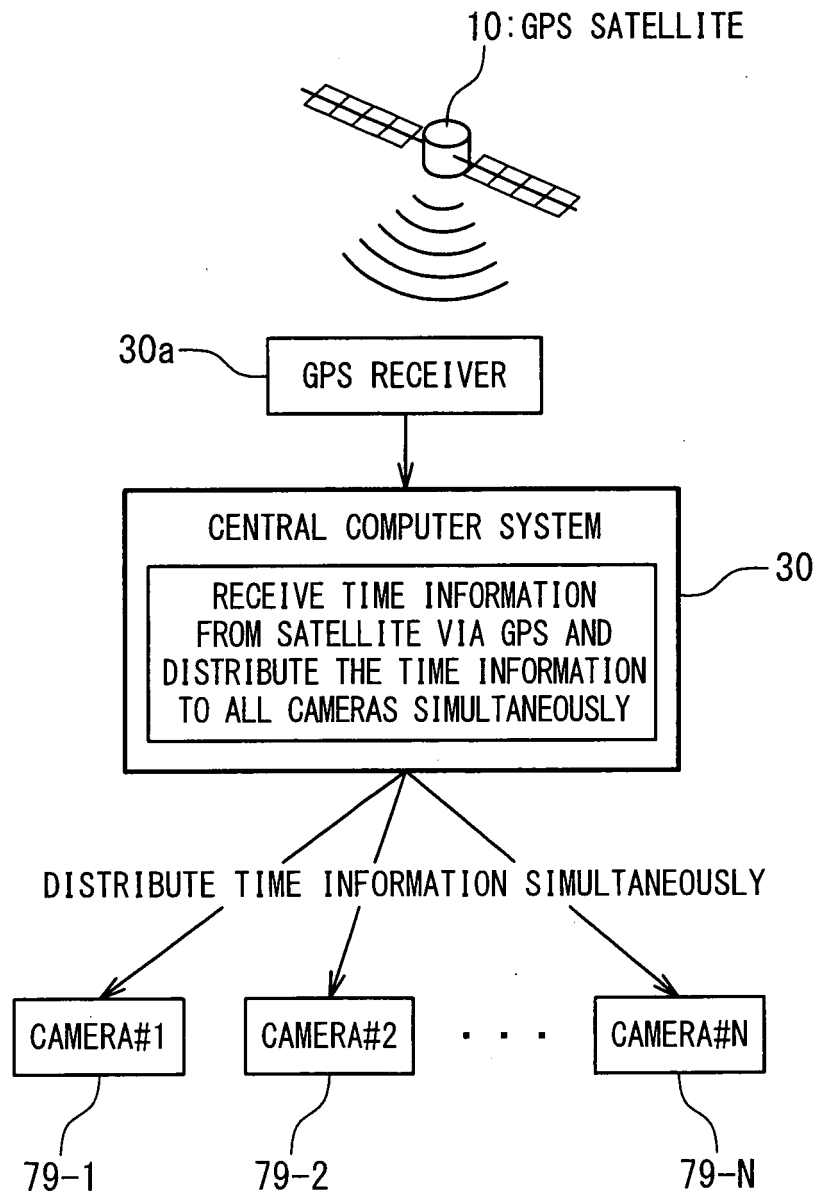 10:GPS SATELLITE
30a
GPS RECEIVER
CENTRAL COMPUTER SYSTEM
30
RECEIVE TIME INFORMATION
FROM SATELLITE VIA GPS AND
DISTRIBUTE THE TIME INFORMATION
TO ALL CAMERAS SIMULTANEOUSLY
DISTRIBUTE TIME INFORMATION SIMULTANEOUSLY
CAMERA#1
CAMERA#2
. . .
CAMERA#N
79-1
79-2
79-N